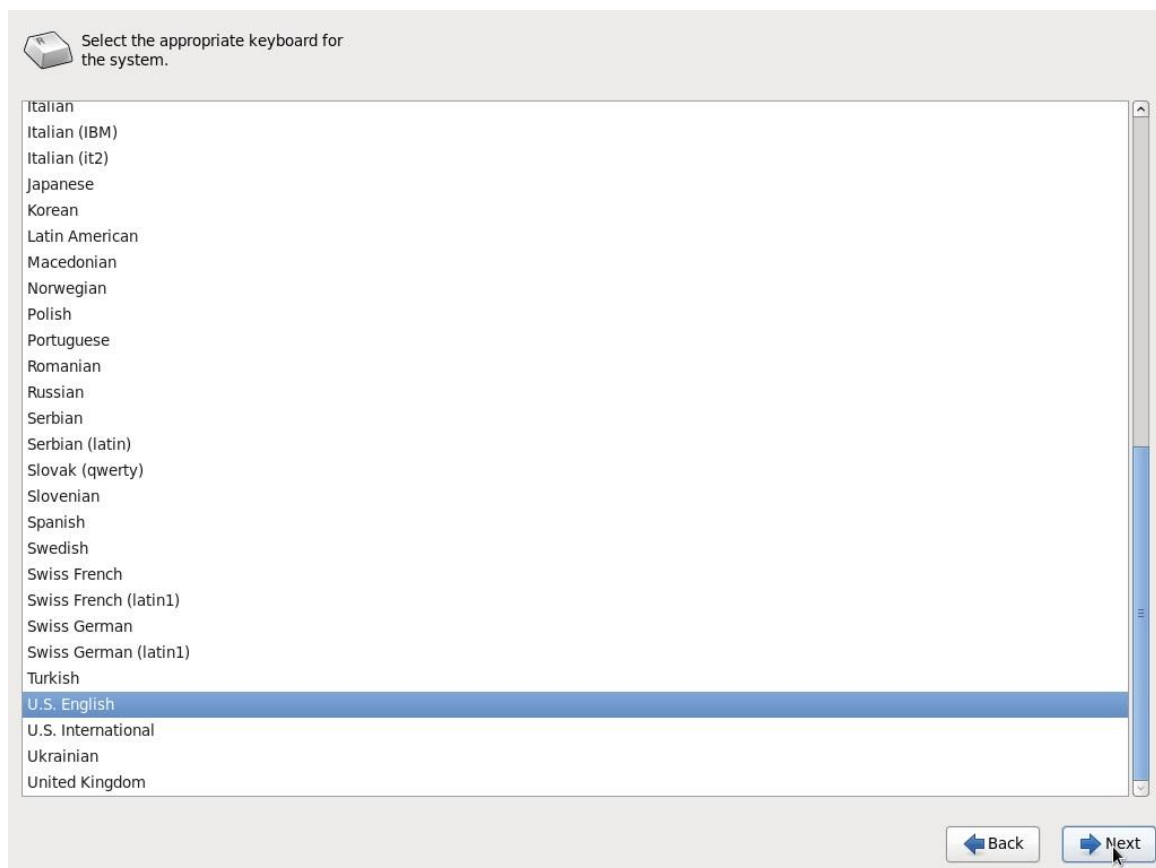 Select the appropriate keyboard for
the system.
Italian
Italian (IBM)
Italian (it2)
Japanese
Korean
Latin American
Macedonian
Norwegian
Polish
Portuguese
Romanian
Russian
Serbian
Serbian (latin)
Slovak (qwerty)
Slovenian
Spanish
Swedish
Swiss French
Swiss French (latin1)
Swiss German
Swiss German (latin1)
Turkish
U.S. English
U.S. International
Ukrainian
United Kingdom
Back Next